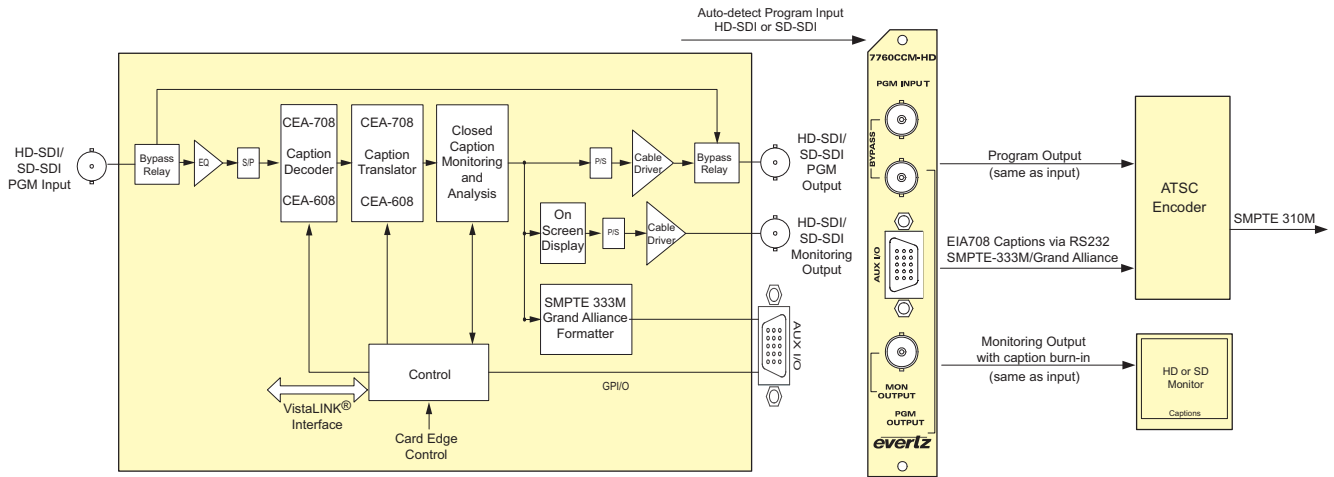 Auto-detect Program Input
HD-SDI or SD-SDI
HD-SDI/
SD-SDI
PGM Input
Bypass
Relay
EQ
S/P
CEA-708
Caption
Decoder
CEA-608
CEA-708
Caption
Translator
CEA-608
Closed
Caption
Monitoring
and
Analysis
P/S
Cable
Driver
Bypass
Relay
HD-SDI/
SD-SDI
PGM
Output
On
Screen
Display
P/S
Cable
Driver
HD-SDI/
SD-SDI
Monitoring
Output
SMPTE 333M
Grand Alliance
Formatter
AUX I/O
Control
GPI/O
VistaLINK®
Interface
Card Edge
Control
7760CCM-HD
PGM INPUT
BYPASS
AUX I/O
MON
OUTPUT
PGM
OUTPUT
evertz
Program Output
(same as input)
EIA708 Captions via RS232
SMPTE-333M/Grand Alliance
Monitoring Output
with caption burn-in
(same as input)
ATSC
Encoder
SMPTE 310M
HD or SD
Monitor
Captions